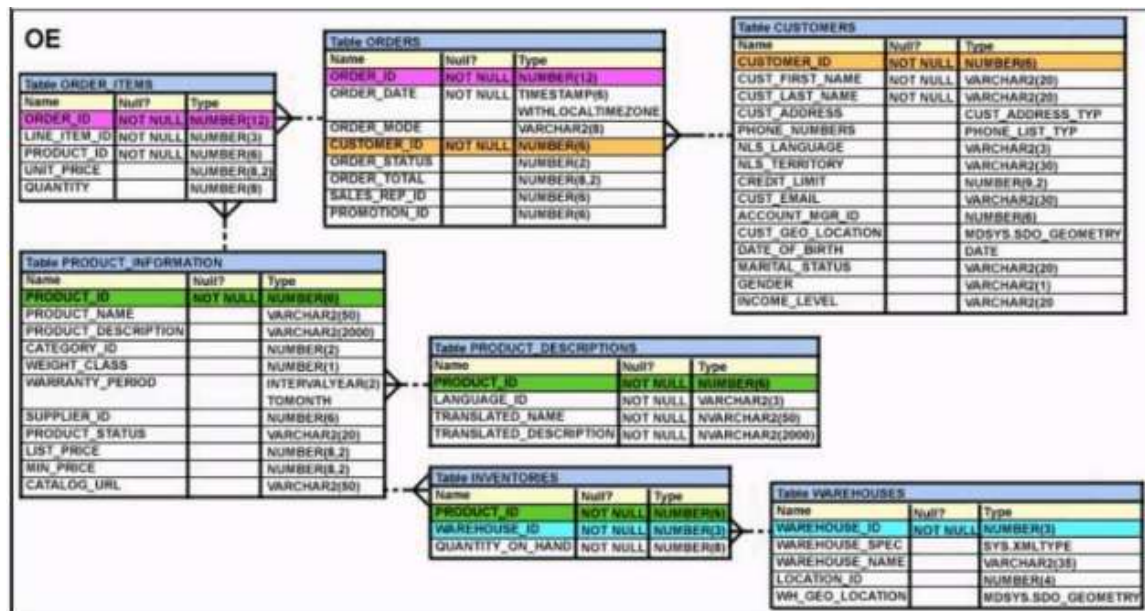 OE
Table ORDER_ITEMS
Name Null? Type
ORDER_ID NOT NULL NUMBER(12)
LINE_ITEM_ID NOT NULL NUMBER(3)
PRODUCT_ID NOT NULL NUMBER(6)
UNIT_PRICE NUMBER(8,2)
QUANTITY NUMBER(8)
Table ORDERS
Name Null? Type
ORDER_ID NOT NULL NUMBER(12)
ORDER_DATE NOT NULL TIMESTAMP(6)
WITHLOCALTIMEZONE
ORDER_MODE VARCHAR2(8)
CUSTOMER_ID NOT NULL NUMBER(6)
ORDER_STATUS NUMBER(2)
ORDER_TOTAL NUMBER(8,2)
SALES_REP_ID NUMBER(6)
PROMOTION_ID NUMBER(6)
Table CUSTOMERS
Name Null? Type
CUSTOMER_ID NOT NULL NUMBER(6)
CUST_FIRST_NAME NOT NULL VARCHAR2(20)
CUST_LAST_NAME NOT NULL VARCHAR2(20)
CUST_ADDRESS CUST_ADDRESS_TYP
PHONE_NUMBERS PHONE_LIST_TYP
NLS_LANGUAGE VARCHAR2(3)
NLS_TERRITORY VARCHAR2(30)
CREDIT_LIMIT NUMBER(9,2)
CUST_EMAIL VARCHAR2(30)
ACCOUNT_MGR_ID NUMBER(6)
CUST_GEO_LOCATION MDSYS.SDO_GEOMETRY
DATE_OF_BIRTH DATE
MARITAL_STATUS VARCHAR2(20)
GENDER VARCHAR2(1)
INCOME_LEVEL VARCHAR2(20
Table PRODUCT_INFORMATION
Name Null? Type
PRODUCT_ID NOT NULL NUMBER(6)
PRODUCT_NAME VARCHAR2(50)
PRODUCT_DESCRIPTION VARCHAR2(2000)
CATEGORY_ID NUMBER(2)
WEIGHT_CLASS NUMBER(1)
WARRANTY_PERIOD INTERVALYEAR(2)
TOMONTH
SUPPLIER_ID NUMBER(6)
PRODUCT_STATUS VARCHAR2(20)
LIST_PRICE NUMBER(8,2)
MIN_PRICE NUMBER(8,2)
CATALOG_URL VARCHAR2(50)
Table PRODUCT_DESCRIPTIONS
Name Null? Type
PRODUCT_ID NOT NULL NUMBER(6)
LANGUAGE_ID NOT NULL VARCHAR2(3)
TRANSLATED_NAME NOT NULL NVARCHAR2(50)
TRANSLATED_DESCRIPTION NOT NULL NVARCHAR2(2000)
Table INVENTORIES
Name Null? Type
PRODUCT_ID NOT NULL NUMBER(6)
WAREHOUSE_ID NOT NULL NUMBER(3)
QUANTITY_ON_HAND NOT NULL NUMBER(8)
Table WAREHOUSES
Name Null? Type
WAREHOUSE_ID NOT NULL NUMBER(3)
WAREHOUSE_SPEC SYS.XMLTYPE
WAREHOUSE_NAME VARCHAR2(35)
LOCATION_ID NUMBER(4)
WH_GEO_LOCATION MDSYS.SDO_GEOMETRY